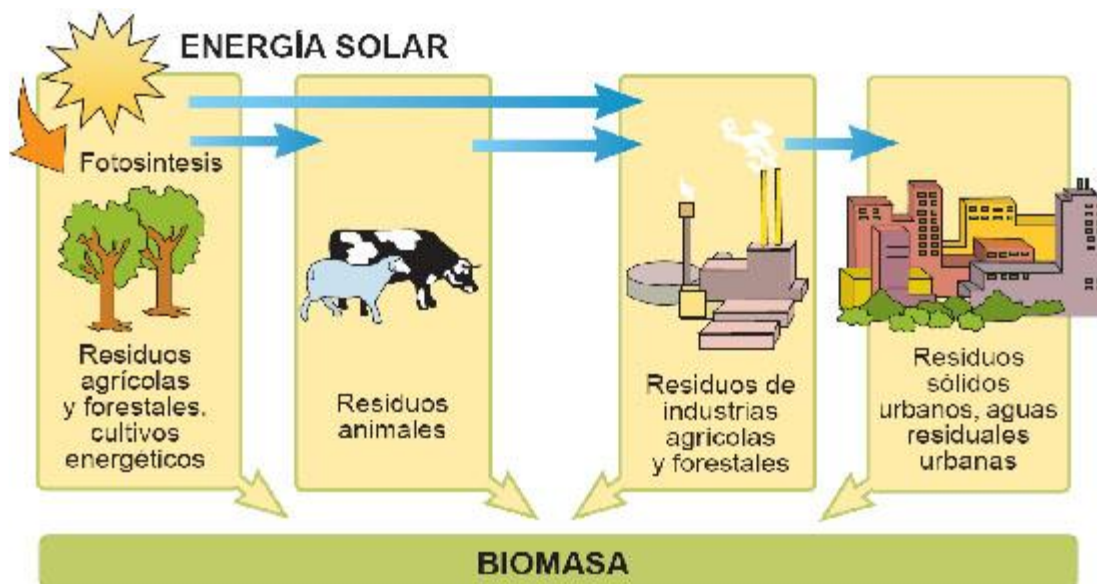 ENERGÍA SOLAR
Fotosíntesis
Residuos
agrícolas
y forestales.
cultivos
energéticos
Residuos
animales
Residuos de
industrias
agrícolas
y forestales
Residuos
sólidos
urbanos, aguas
residuales
urbanas
BIOMASA